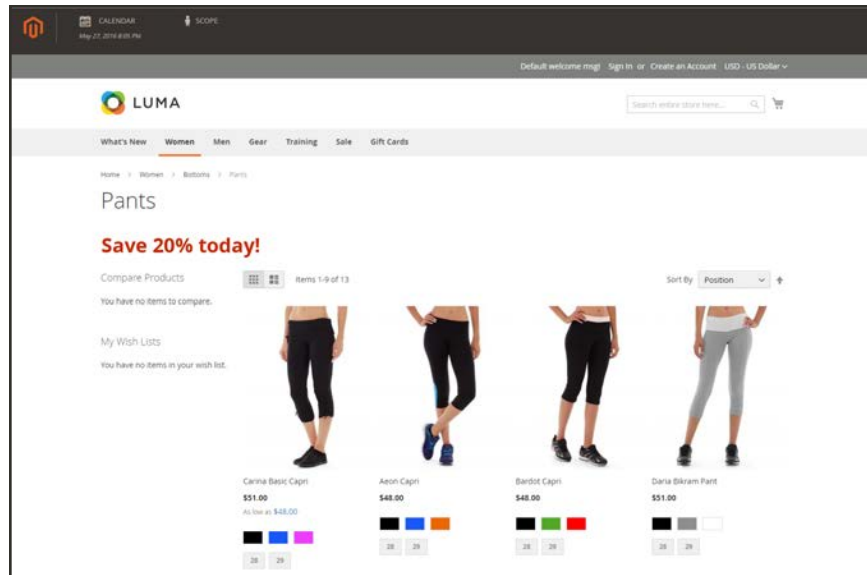 CALENDAR
SCOPE
May 27, 2016 8:05 PM
Default welcome msg! Sign In or Create an Account USD - US Dollar
LUMA
Search entire store here...
What's New Women Men Gear Training Sale Gift Cards
Home > Women > Bottoms > Pants
Pants
Save 20% today!
Compare Products
Items 1-9 of 13
Sort By Position
You have no items to compare.
My Wish Lists
You have no items in your wish list.
Carina Basic Capri
$51.00
As low as $48.00
28 29
Aeon Capri
$48.00
28 29
Bardot Capri
$48.00
28 29
Daria Bikram Pant
$51.00
28 29